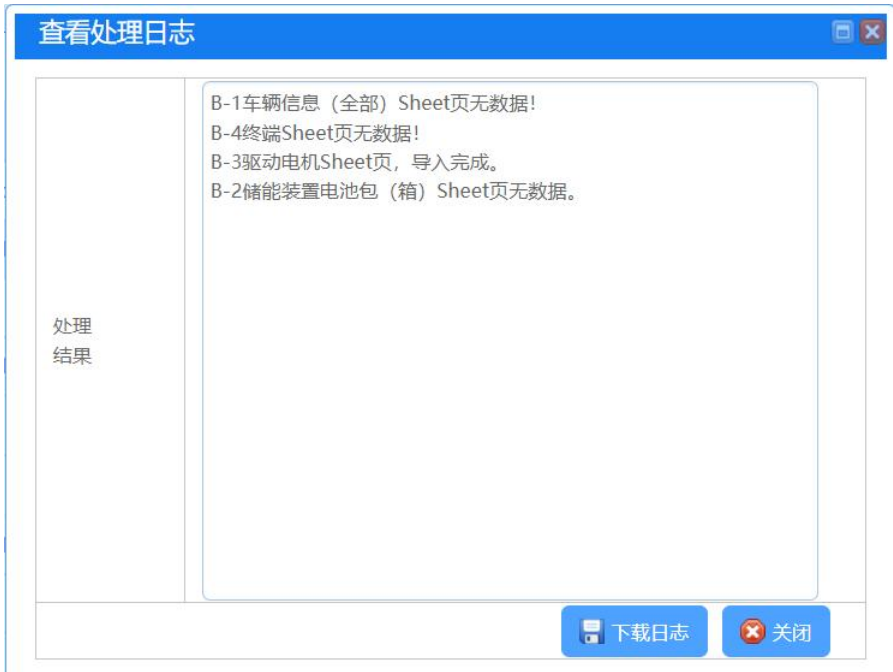 查看处理日志
B-1车辆信息（全部）Sheet页无数据!
B-4终端Sheet页无数据!
B-3驱动电机Sheet页，导入完成。
B-2储能装置电池包（箱）Sheet页无数据。
处理
结果
下载日志
关闭